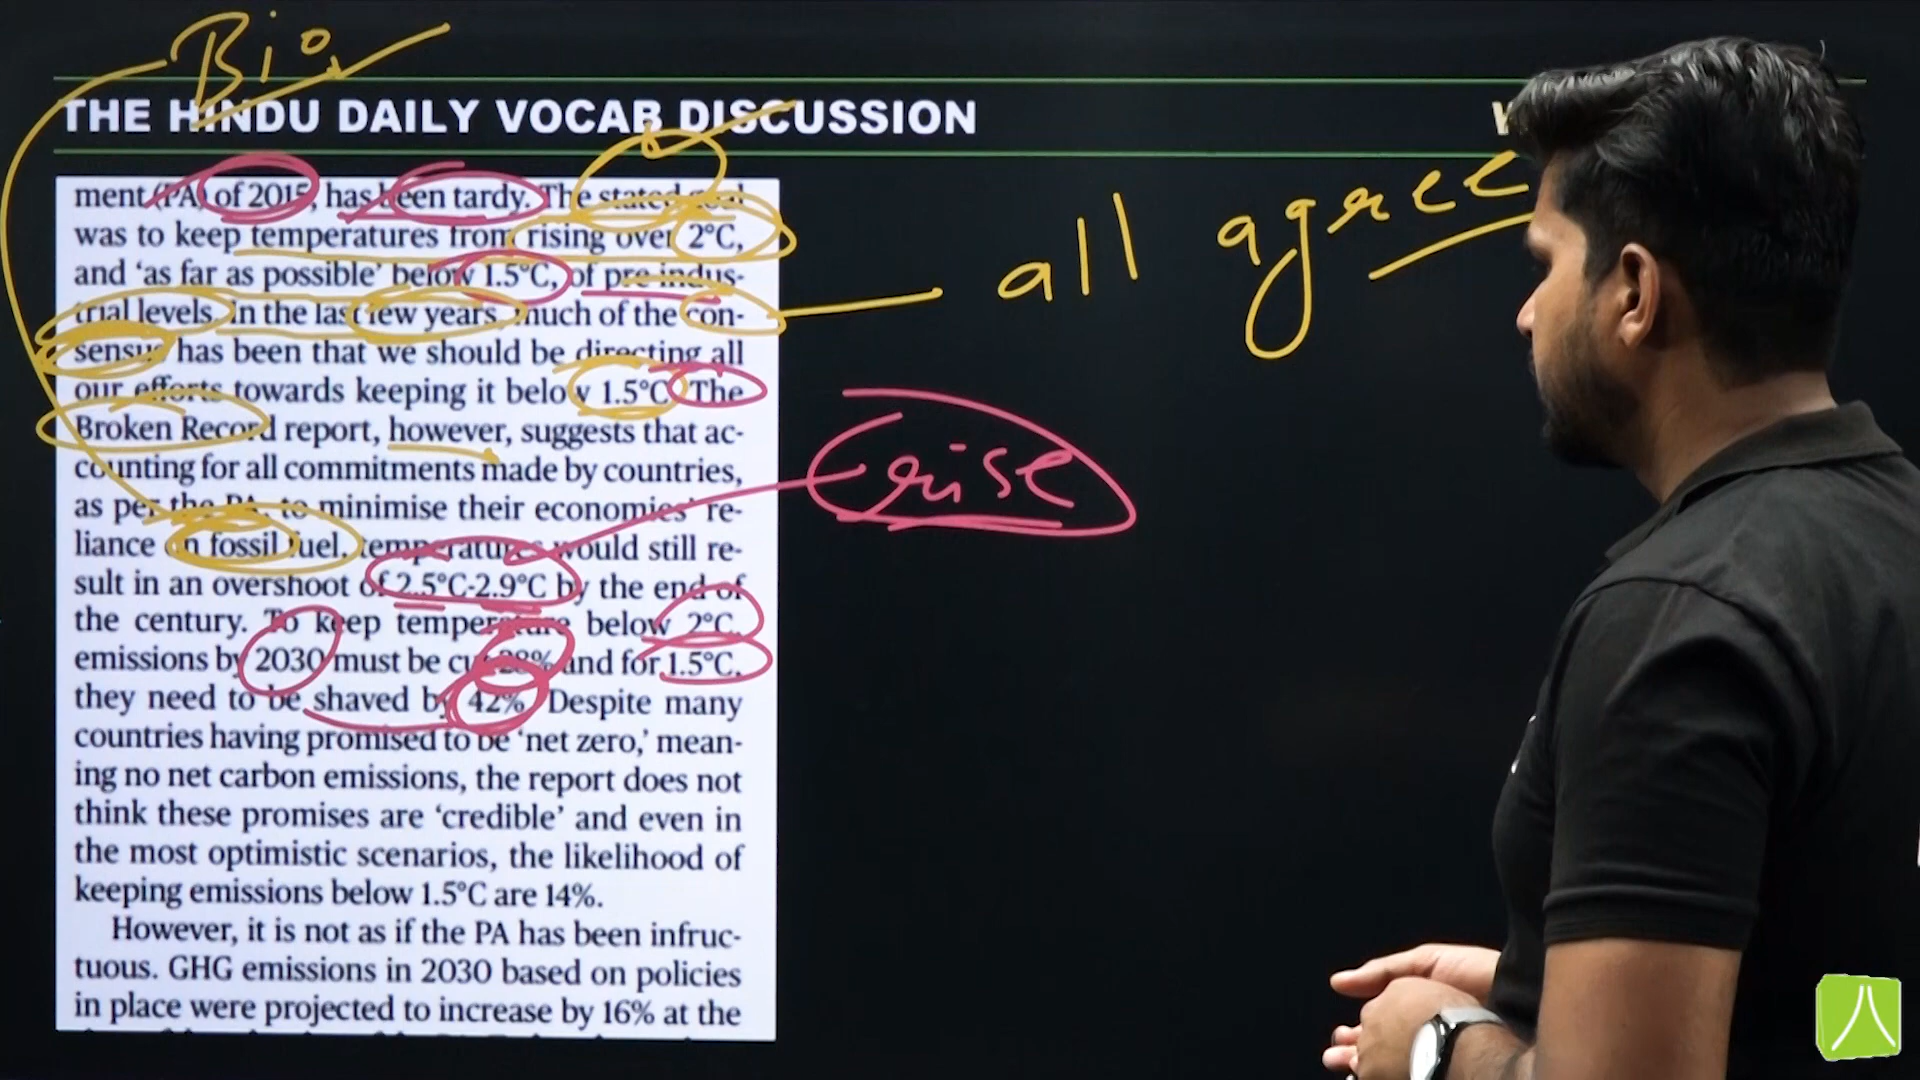 Bio
THE HINDU DAILY VOCAB DISCUSSION
ment (PA) of 2015, has been tardy. The stated goal
was to keep temperatures from rising over 2°C,
and ‘as far as possible’ below 1.5°C, of pre-indus-
trial levels. In the last few years, much of the con-
sensus has been that we should be directing all
our efforts towards keeping it below 1.5°C. The
Broken Record report, however, suggests that ac-
counting for all commitments made by countries,
as per the PA, to minimise their economies’ re-
liance on fossil fuel, temperatures would still re-
sult in an overshoot of 2.5°C-2.9°C by the end of
the century. To keep temperature below 2°C,
emissions by 2030 must be cut 28% and for 1.5°C,
they need to be shaved by 42%. Despite many
countries having promised to be ‘net zero,’ mean-
ing no net carbon emissions, the report does not
think these promises are ‘credible’ and even in
the most optimistic scenarios, the likelihood of
keeping emissions below 1.5°C are 14%.
However, it is not as if the PA has been infruc-
tuous. GHG emissions in 2030 based on policies
in place were projected to increase by 16% at the
all agree
rise